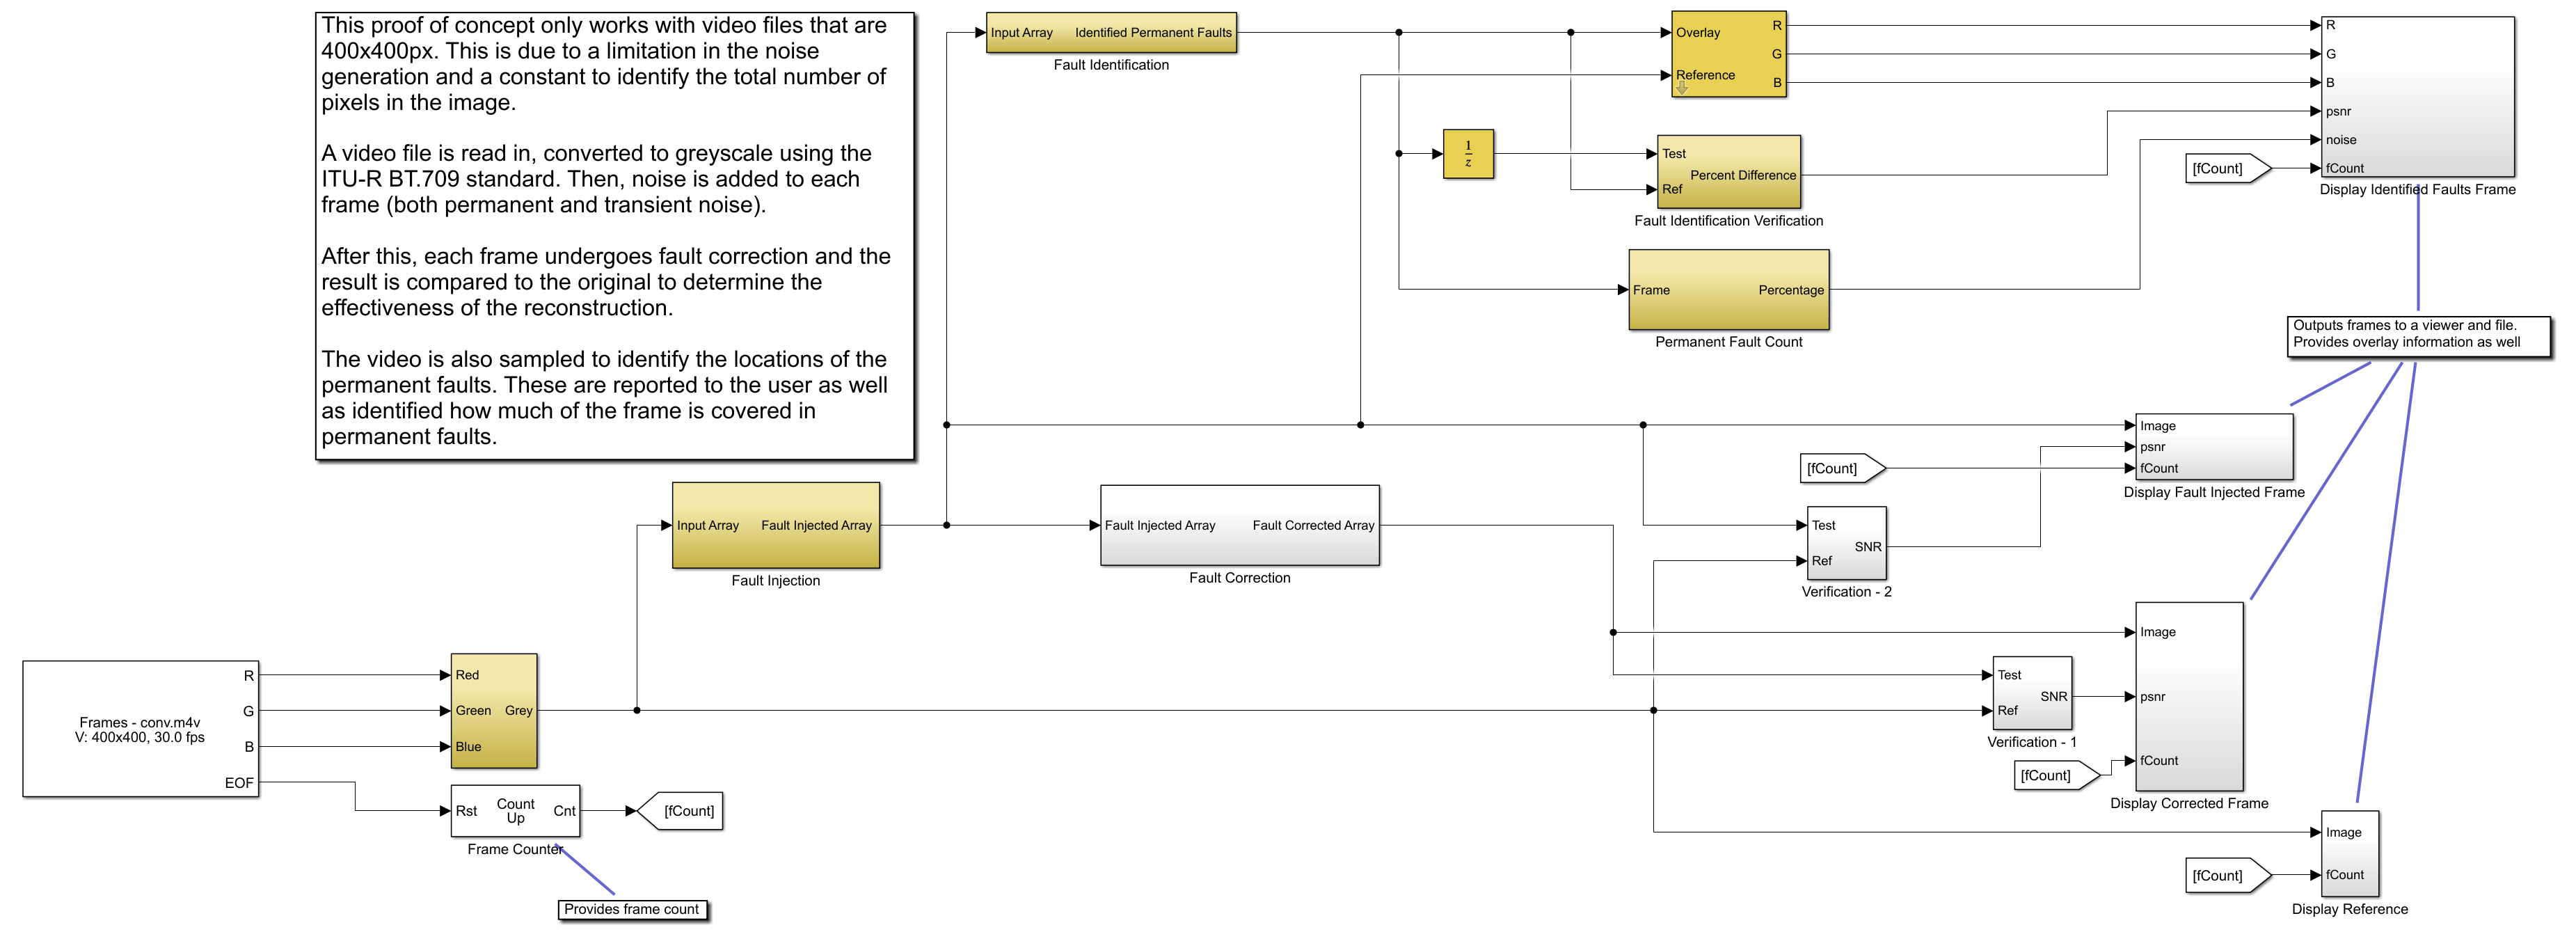 This proof of concept only works with video files that are
400x400px. This is due to a limitation in the noise
generation and a constant to identify the total number of
pixels in the image.
A video file is read in, converted to greyscale using the
ITU-R BT.709 standard. Then, noise is added to each
frame (both permanent and transient noise).
After this, each frame undergoes fault correction and the
result is compared to the original to determine the
effectiveness of the reconstruction.
The video is also sampled to identify the locations of the
permanent faults. These are reported to the user as well
as identified how much of the frame is covered in
permanent faults.
Input Array Identified Permanent Faults
Fault Identification
Overlay R
G
Reference B
1
z
Test
Percent Difference
Ref
Fault Identification Verification
Frame Percentage
Permanent Fault Count
R
G
B
psnr
noise
[fCount] fCount
Display Identified Faults Frame
Outputs frames to a viewer and file.
Provides overlay information as well
Image
psnr
[fCount] fCount
Display Fault Injected Frame
Input Array Fault Injected Array
Fault Injection
Fault Injected Array Fault Corrected Array
Fault Correction
Test
SNR
Ref
Verification - 2
Frames - conv.m4v
V: 400x400, 30.0 fps
R
G
B
EOF
Red
Green Grey
Blue
Rst Count Up Cnt
Frame Counter
[fCount]
Provides frame count
Test
SNR
Ref
Verification - 1
Image
psnr
[fCount] fCount
Display Corrected Frame
Image
[fCount] fCount
Display Reference